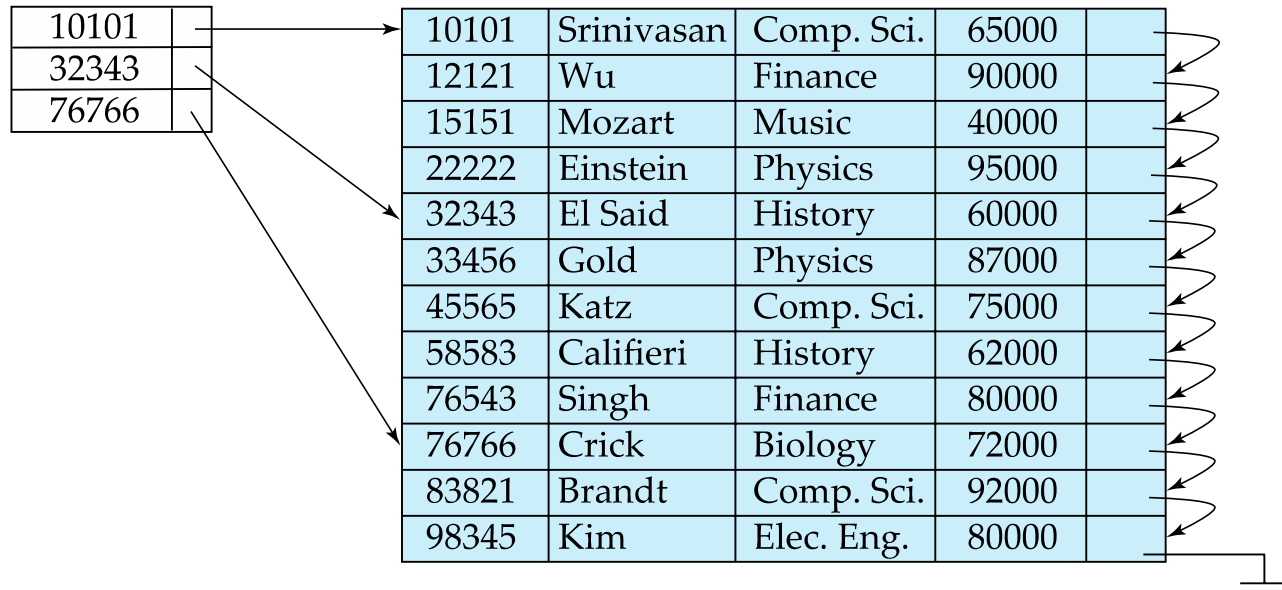 10101
32343
76766
10101 Srinivasan Comp. Sci. 65000
12121 Wu Finance 90000
15151 Mozart Music 40000
22222 Einstein Physics 95000
32343 El Said History 60000
33456 Gold Physics 87000
45565 Katz Comp. Sci. 75000
58583 Califieri History 62000
76543 Singh Finance 80000
76766 Crick Biology 72000
83821 Brandt Comp. Sci. 92000
98345 Kim Elec. Eng. 80000